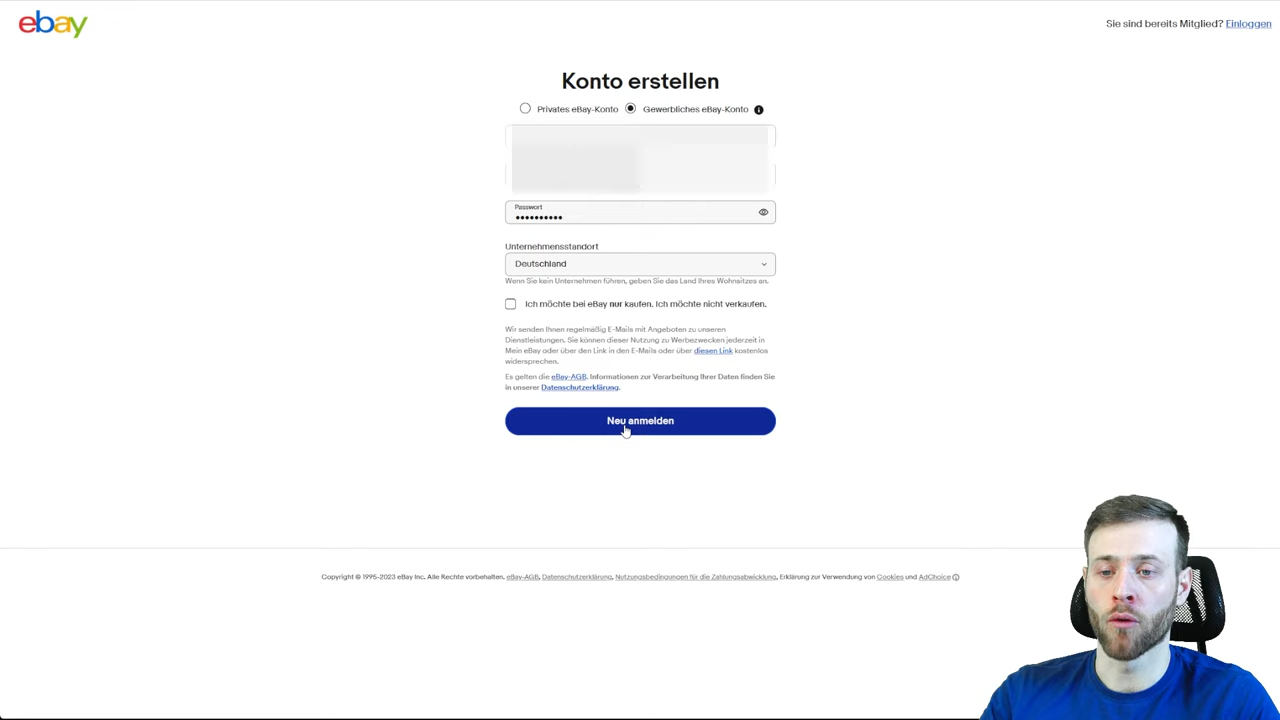 ebay
Sie sind bereits Mitglied? Einloggen
Konto erstellen
Privates eBay-Konto Gewerbliches eBay-Konto
Passwort
••••••••••
Unternehmensstandort
Deutschland
Wenn Sie kein Unternehmen führen, geben Sie das Land Ihres Wohnsitzes an.
Ich möchte bei eBay nur kaufen. Ich möchte nicht verkaufen.
Wir senden Ihnen regelmäßig E-Mails mit Angeboten zu unseren
Dienstleistungen. Sie können dieser Nutzung zu Werbezwecken jederzeit in
Mein eBay oder über den Link in den E-Mails oder über diesen Link kostenlos
widersprechen.
Es gelten die eBay-AGB. Informationen zur Verarbeitung Ihrer Daten finden Sie
in unserer Datenschutzerklärung.
Neu anmelden
Copyright © 1995-2023 eBay Inc. Alle Rechte vorbehalten. eBay-AGB, Datenschutzerklärung, Nutzungsbedingungen für die Zahlungsabwicklung, Erklärung zur Verwendung von Cookies und AdChoice